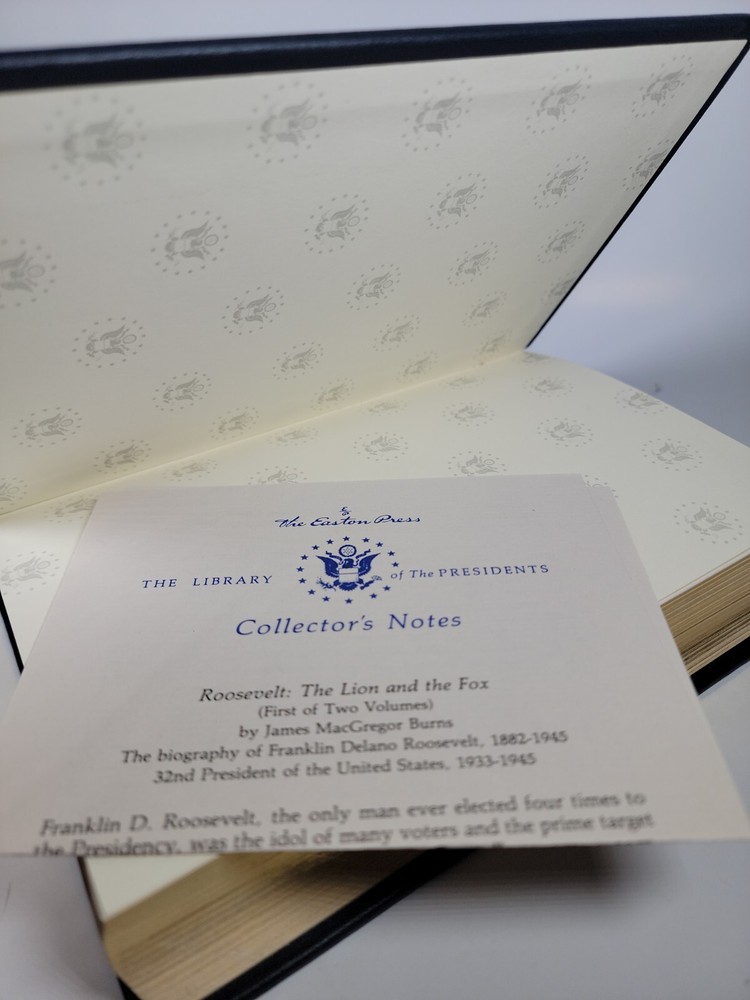 The Easton Press
THE LIBRARY of The PRESIDENTS
Collector's Notes
Roosevelt: The Lion and the Fox
(First of Two Volumes)
by James MacGregor Burns
The biography of Franklin Delano Roosevelt, 1882-1945
32nd President of the United States, 1933-1945
Franklin D. Roosevelt, the only man ever elected four times to
the Presidency, was the idol of many voters and the prime target